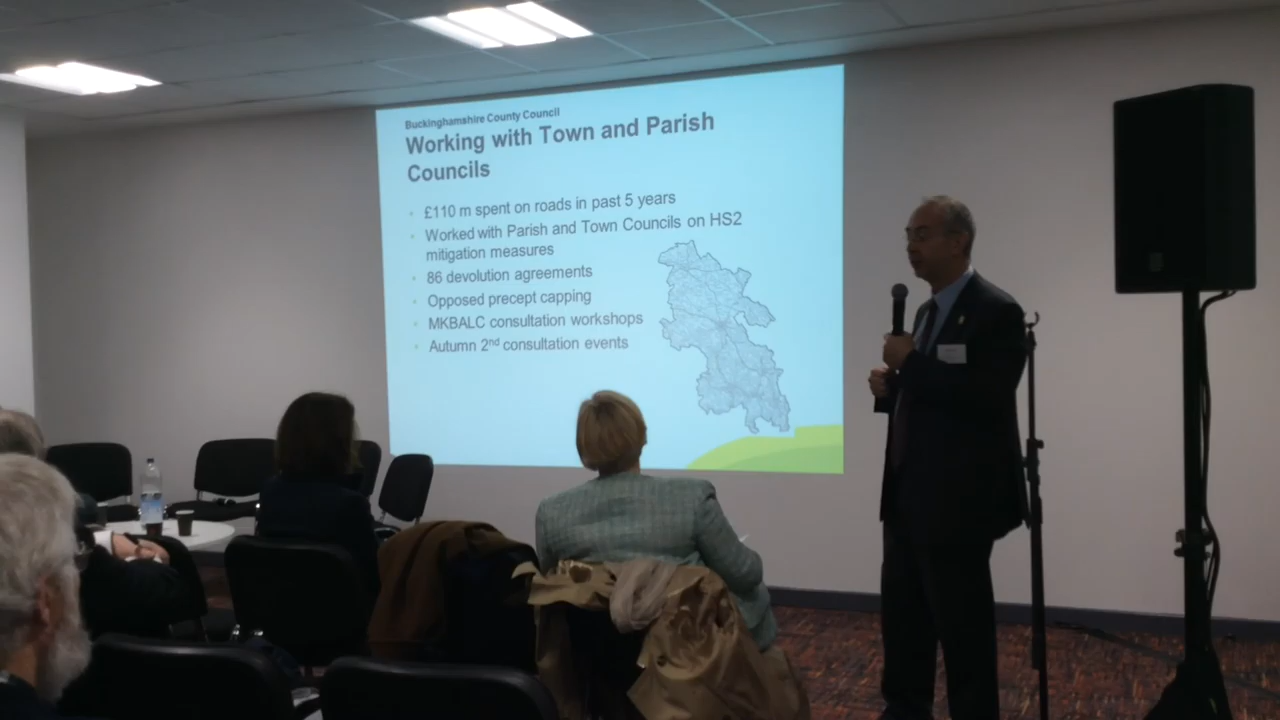 Buckinghamshire County Council
Working with Town and Parish
Councils
£110 m spent on roads in past 5 years
Worked with Parish and Town Councils on HS2
mitigation measures
86 devolution agreements
Opposed precept capping
MKBALC consultation workshops
Autumn 2nd consultation events